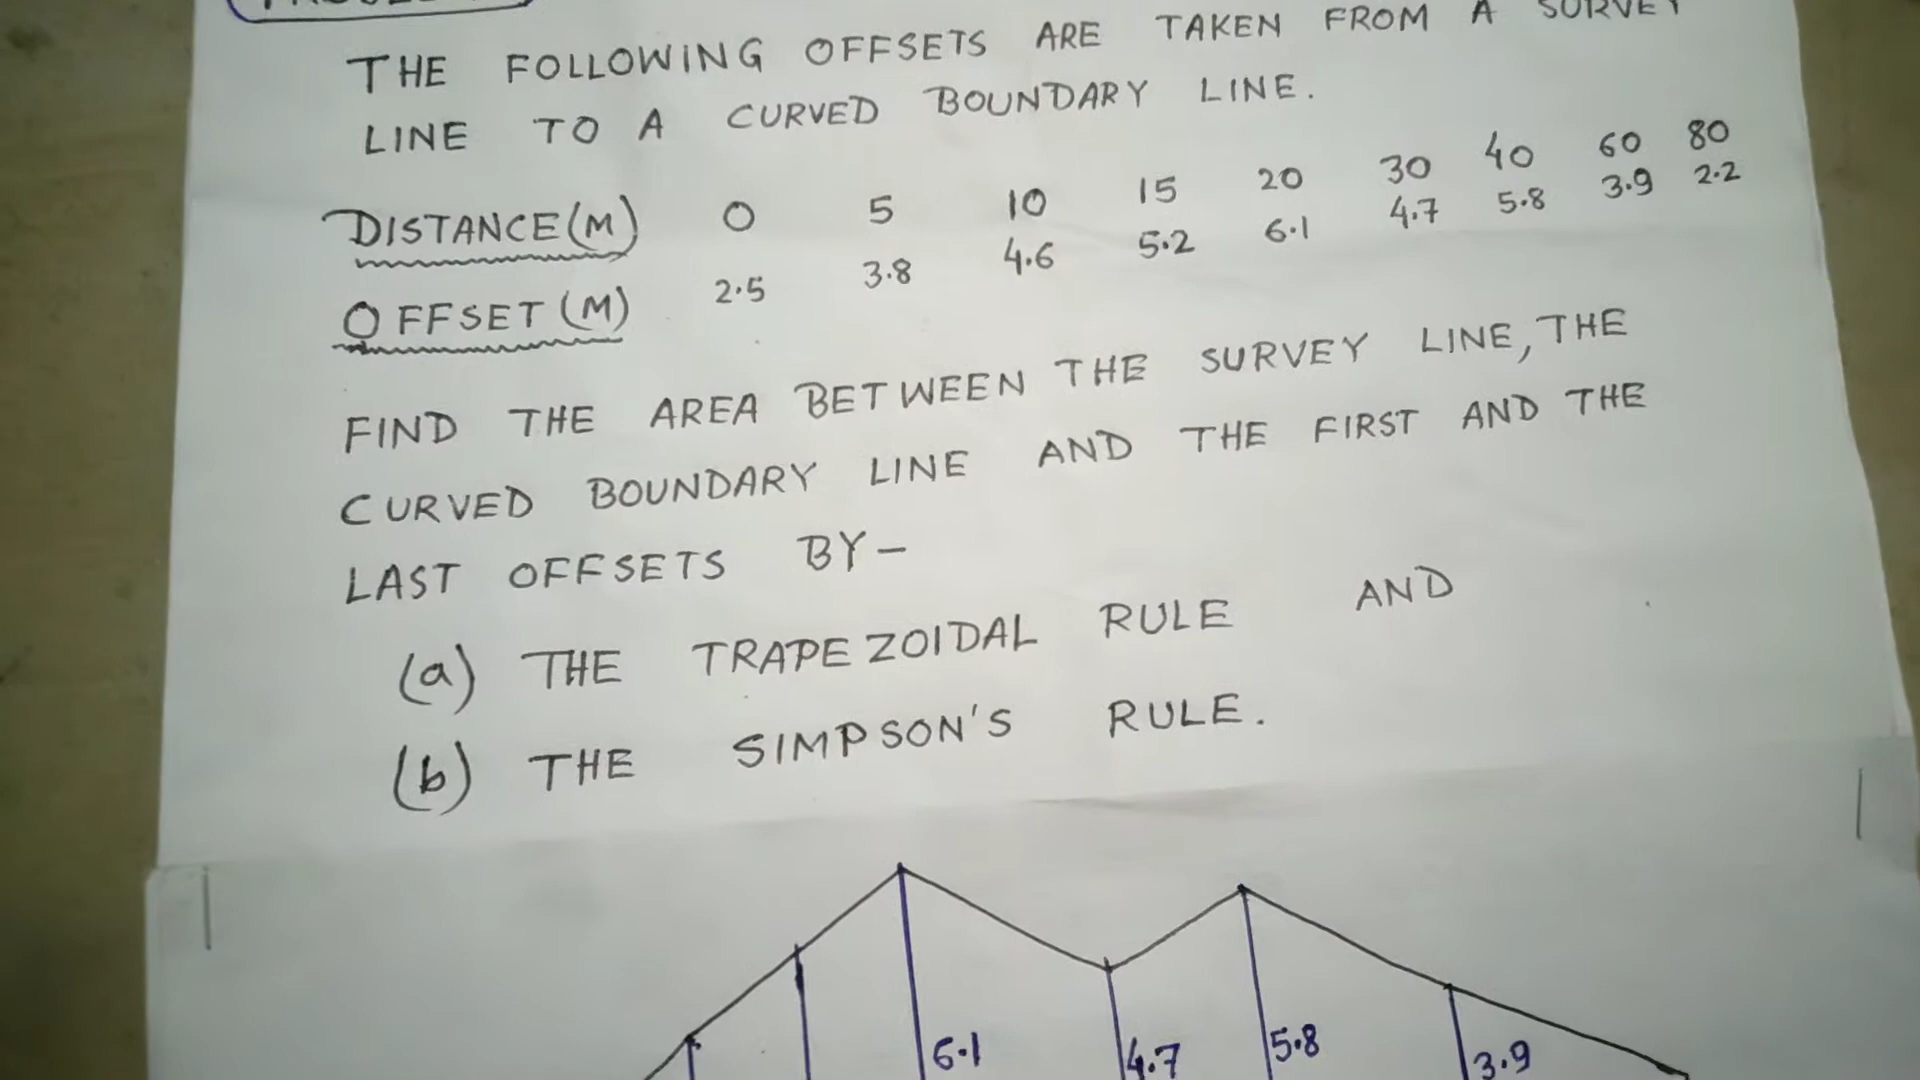 THE FOLLOWING OFFSETS ARE TAKEN FROM A SURVEY
LINE TO A CURVED BOUNDARY LINE.
DISTANCE(M) 0 5 10 15 20 30 40 60 80
OFFSET(M) 2.5 3.8 4.6 5.2 6.1 4.7 5.8 3.9 2.2
FIND THE AREA BETWEEN THE SURVEY LINE, THE
CURVED BOUNDARY LINE AND THE FIRST AND THE
LAST OFFSETS BY-
(a) THE TRAPEZOIDAL RULE AND
(b) THE SIMPSON'S RULE.
6.1 4.7 5.8 3.9